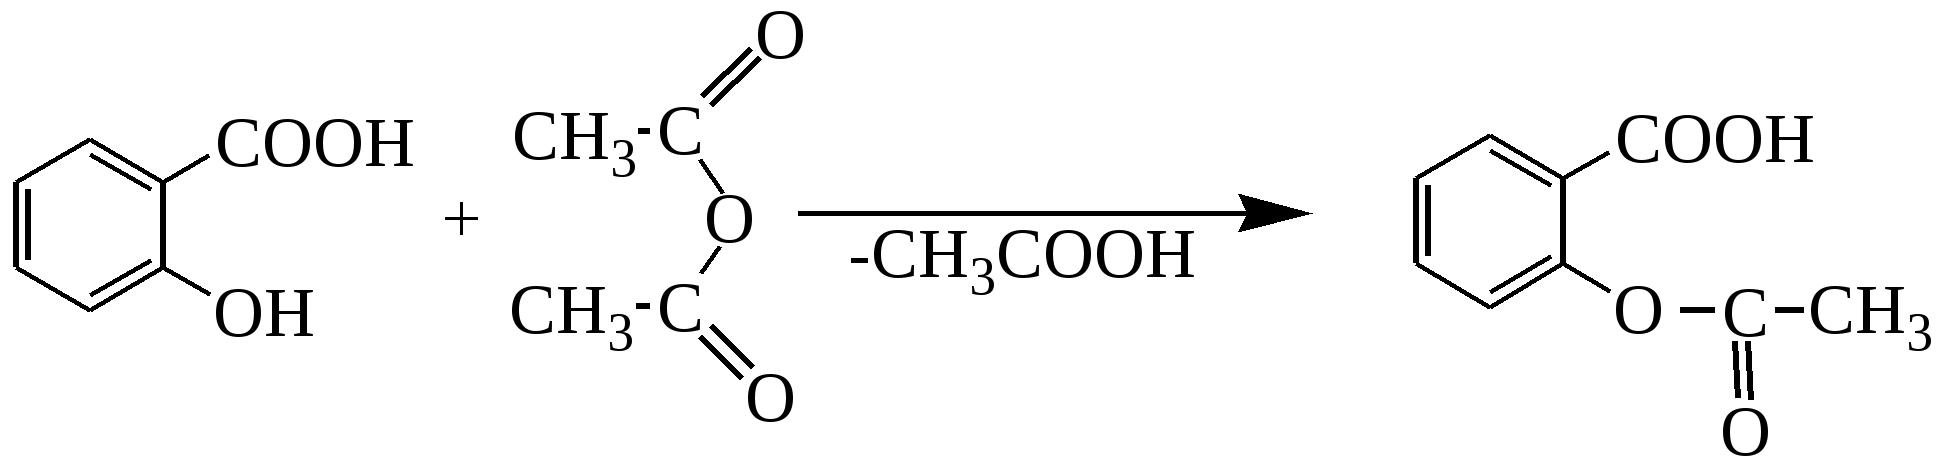 COOH
OH
+
O
CH3-C
O
CH3-C
O
-CH3COOH
COOH
O – C – CH3
O